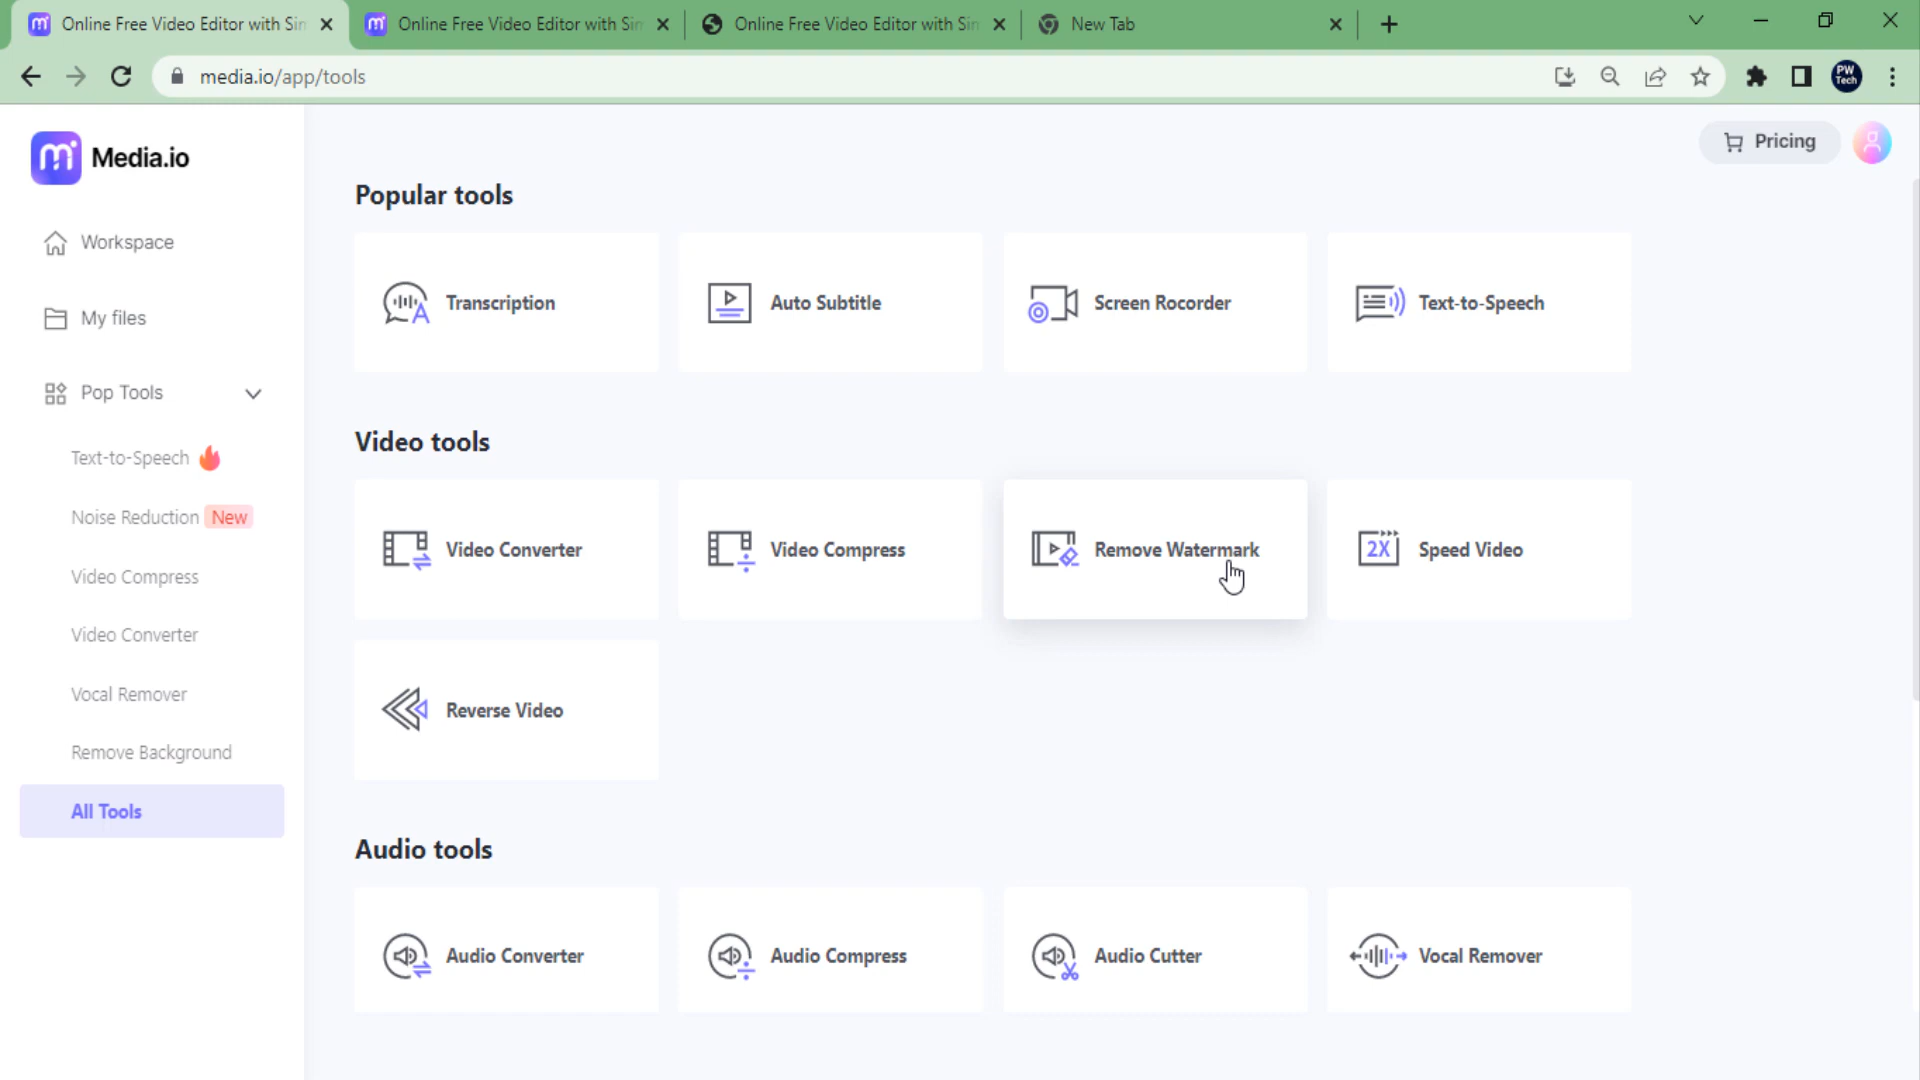 Online Free Video Editor with Sin
Online Free Video Editor with Sin
Online Free Video Editor with Sin
New Tab
media.io/app/tools
PW Tech
Media.io
Pricing
Workspace
My files
Pop Tools
Text-to-Speech
Noise Reduction New
Video Compress
Video Converter
Vocal Remover
Remove Background
All Tools
Popular tools
Transcription
Auto Subtitle
Screen Rocorder
Text-to-Speech
Video tools
Video Converter
Video Compress
Remove Watermark
2X
Speed Video
Reverse Video
Audio tools
Audio Converter
Audio Compress
Audio Cutter
Vocal Remover